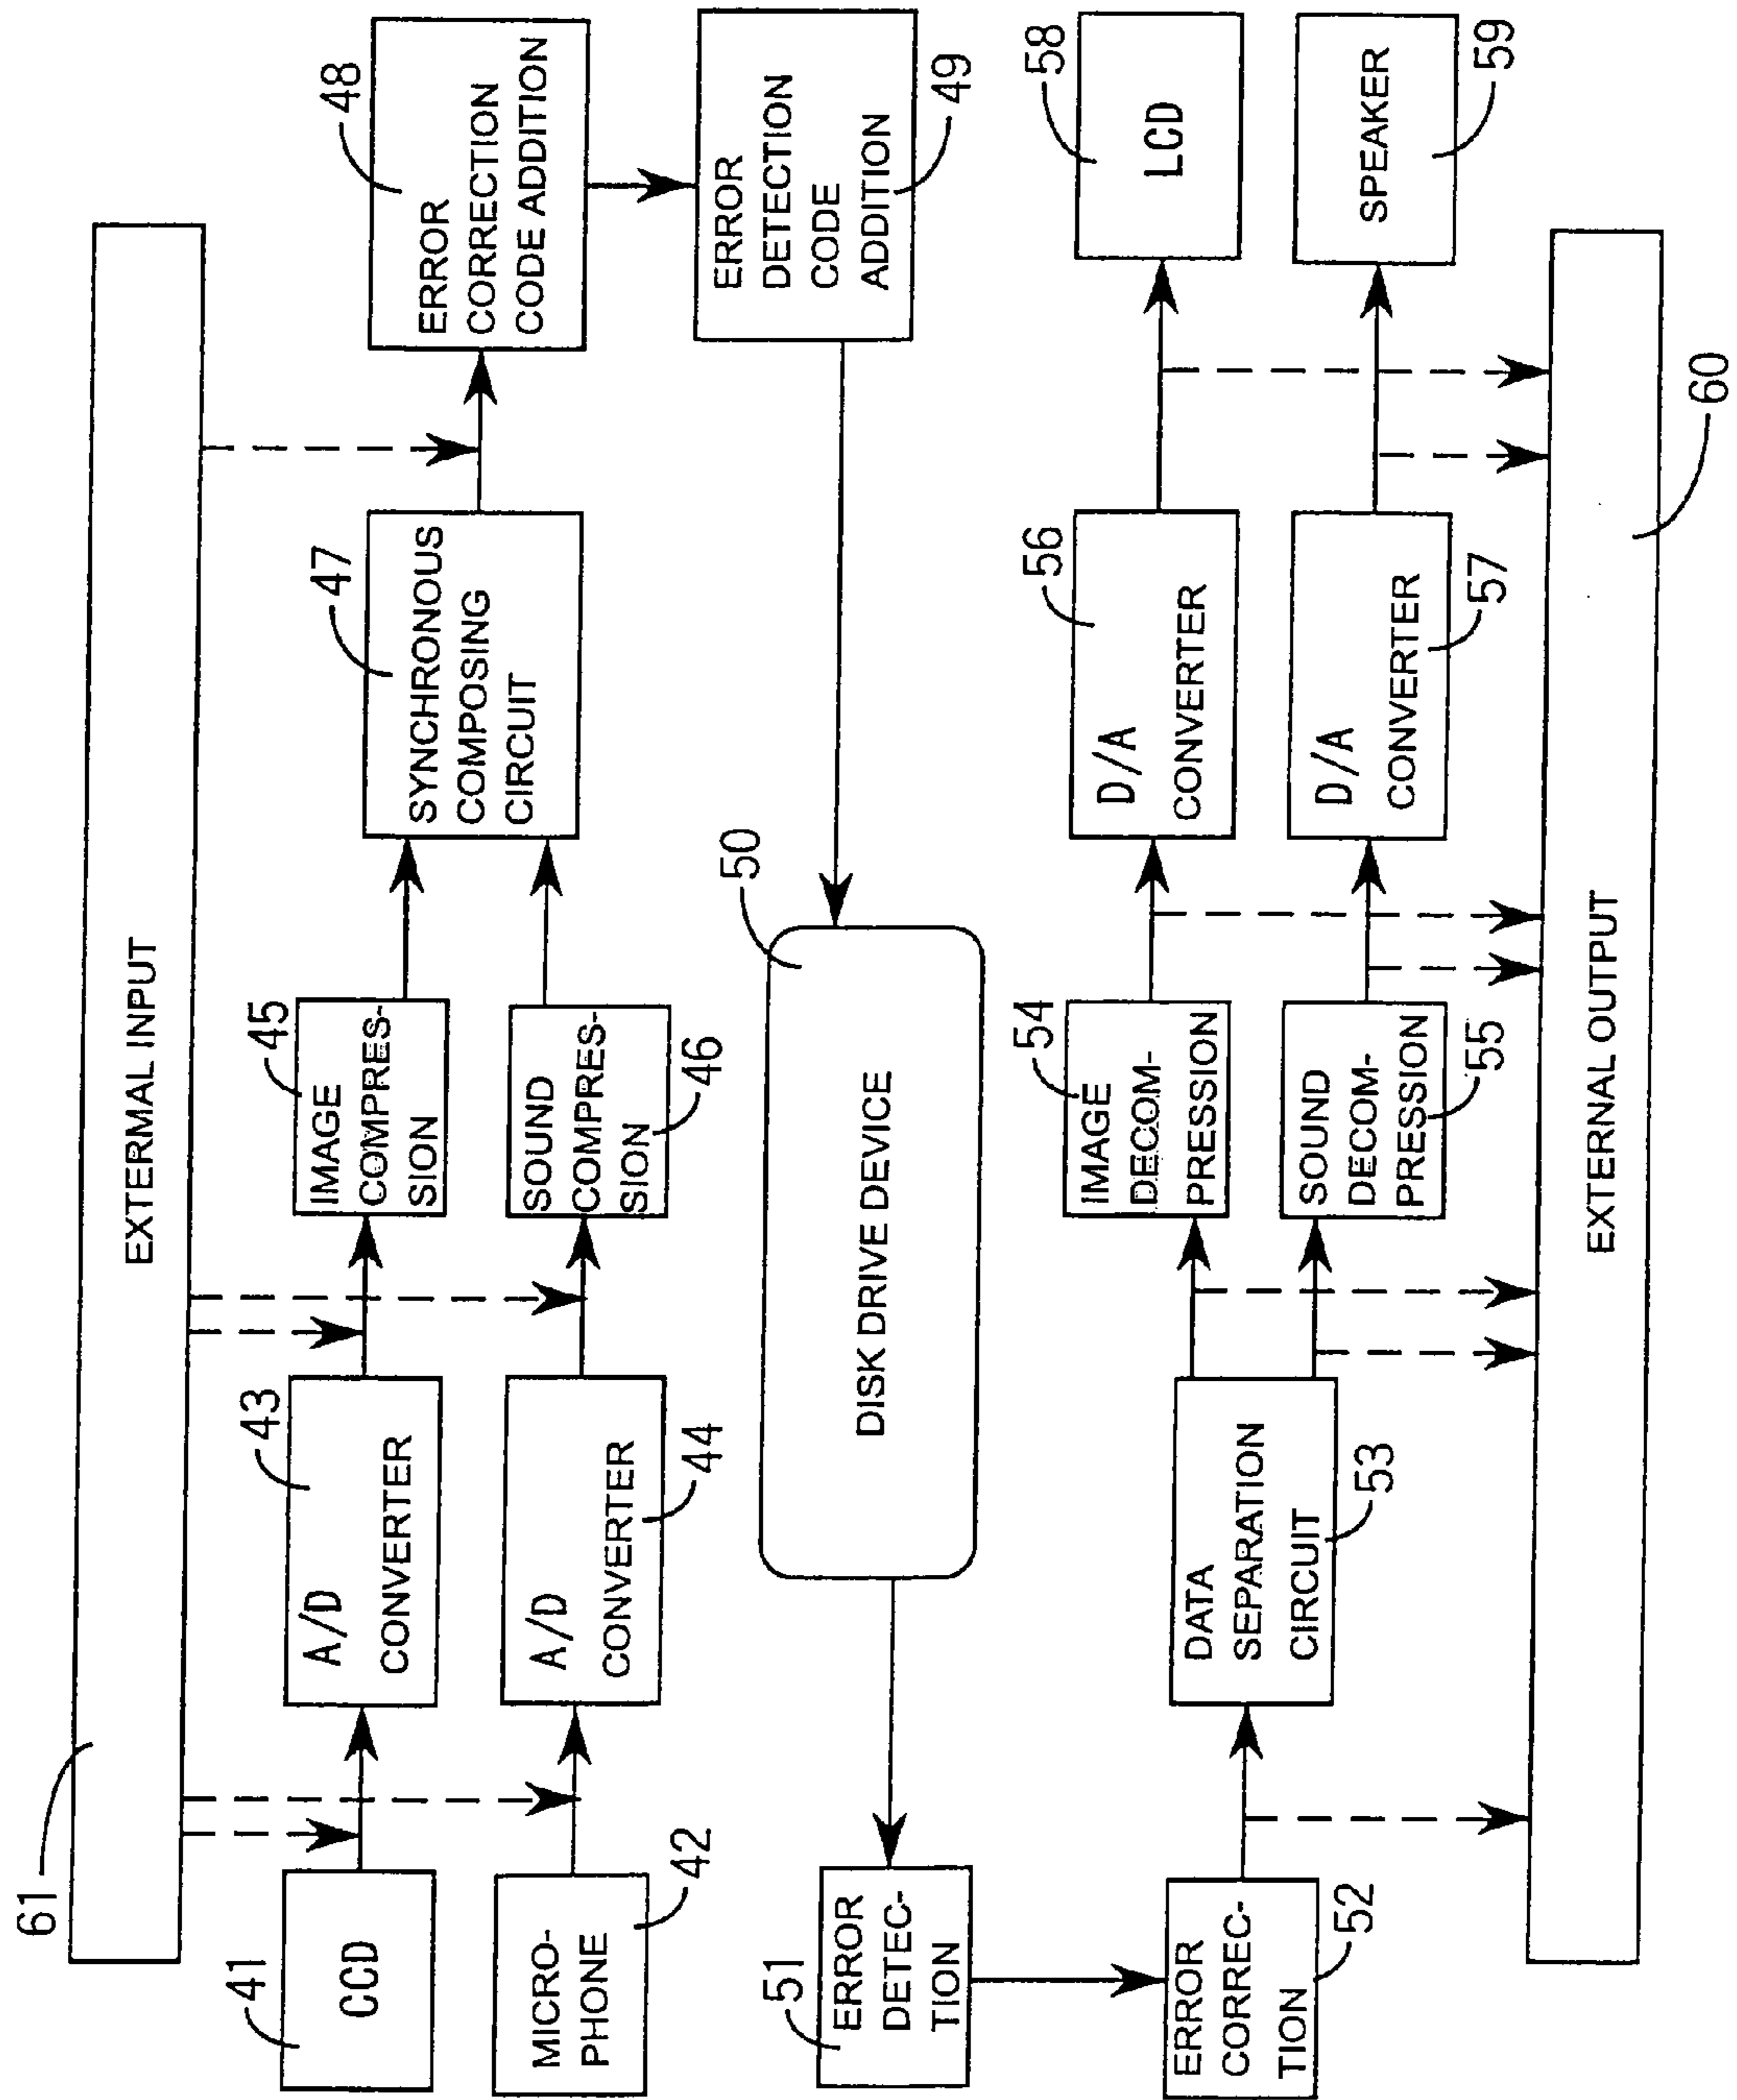 61
EXTERMAL INPUT
41
CCD
43
A/D
CONVERTER
45
IMAGE
COMPRES-
SION
47
SYNCHRONOUS
COMPOSING
CIRCUIT
48
ERROR
CORRECTION
CODE ADDITION
MICRO-
PHONE
42
A/D
CONVERTER
44
SOUND
COMPRES-
SION
46
51
ERROR
DETEC-
TION
50
DISK DRIVE DEVICE
ERROR
DETECTION
CODE
ADDITION
49
ERROR
CORREC-
TION
52
DATA
SEPARATION
CIRCUIT
53
54
IMAGE
DECOM-
PRESSION
56
D/A
CONVERTER
58
LCD
SOUND
DECOM-
PRESSION
55
D/A
CONVERTER
57
SPEAKER
59
EXTERNAL OUTPUT
60